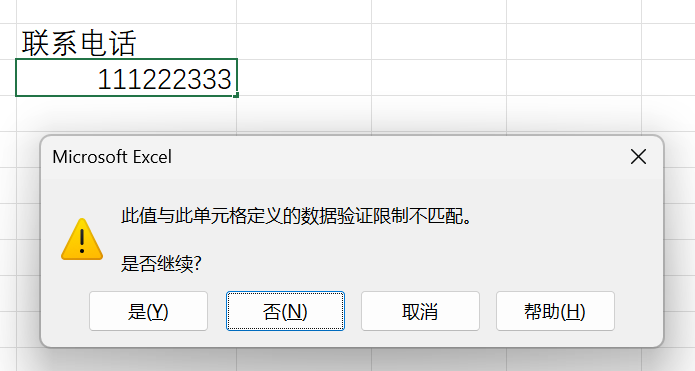 联系电话
111222333
Microsoft Excel
此值与此单元格定义的数据验证限制不匹配。
是否继续?
是(Y) 否(N) 取消 帮助(H)